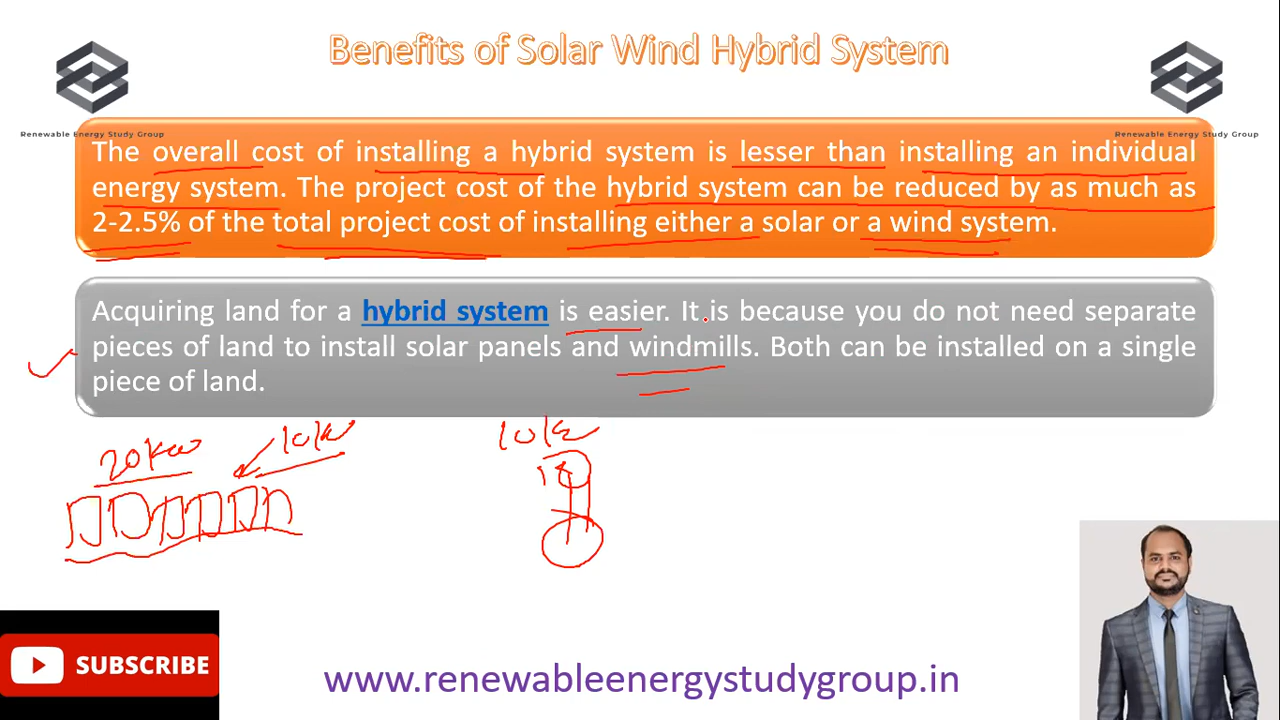 Benefits of Solar Wind Hybrid System
Renewable Energy Study Group
Renewable Energy Study Group
The overall cost of installing a hybrid system is lesser than installing an individual
energy system. The project cost of the hybrid system can be reduced by as much as
2-2.5% of the total project cost of installing either a solar or a wind system.
Acquiring land for a hybrid system is easier. It is because you do not need separate
pieces of land to install solar panels and windmills. Both can be installed on a single
piece of land.
20kw
10k
SUBSCRIBE
www.renewableenergystudygroup.in